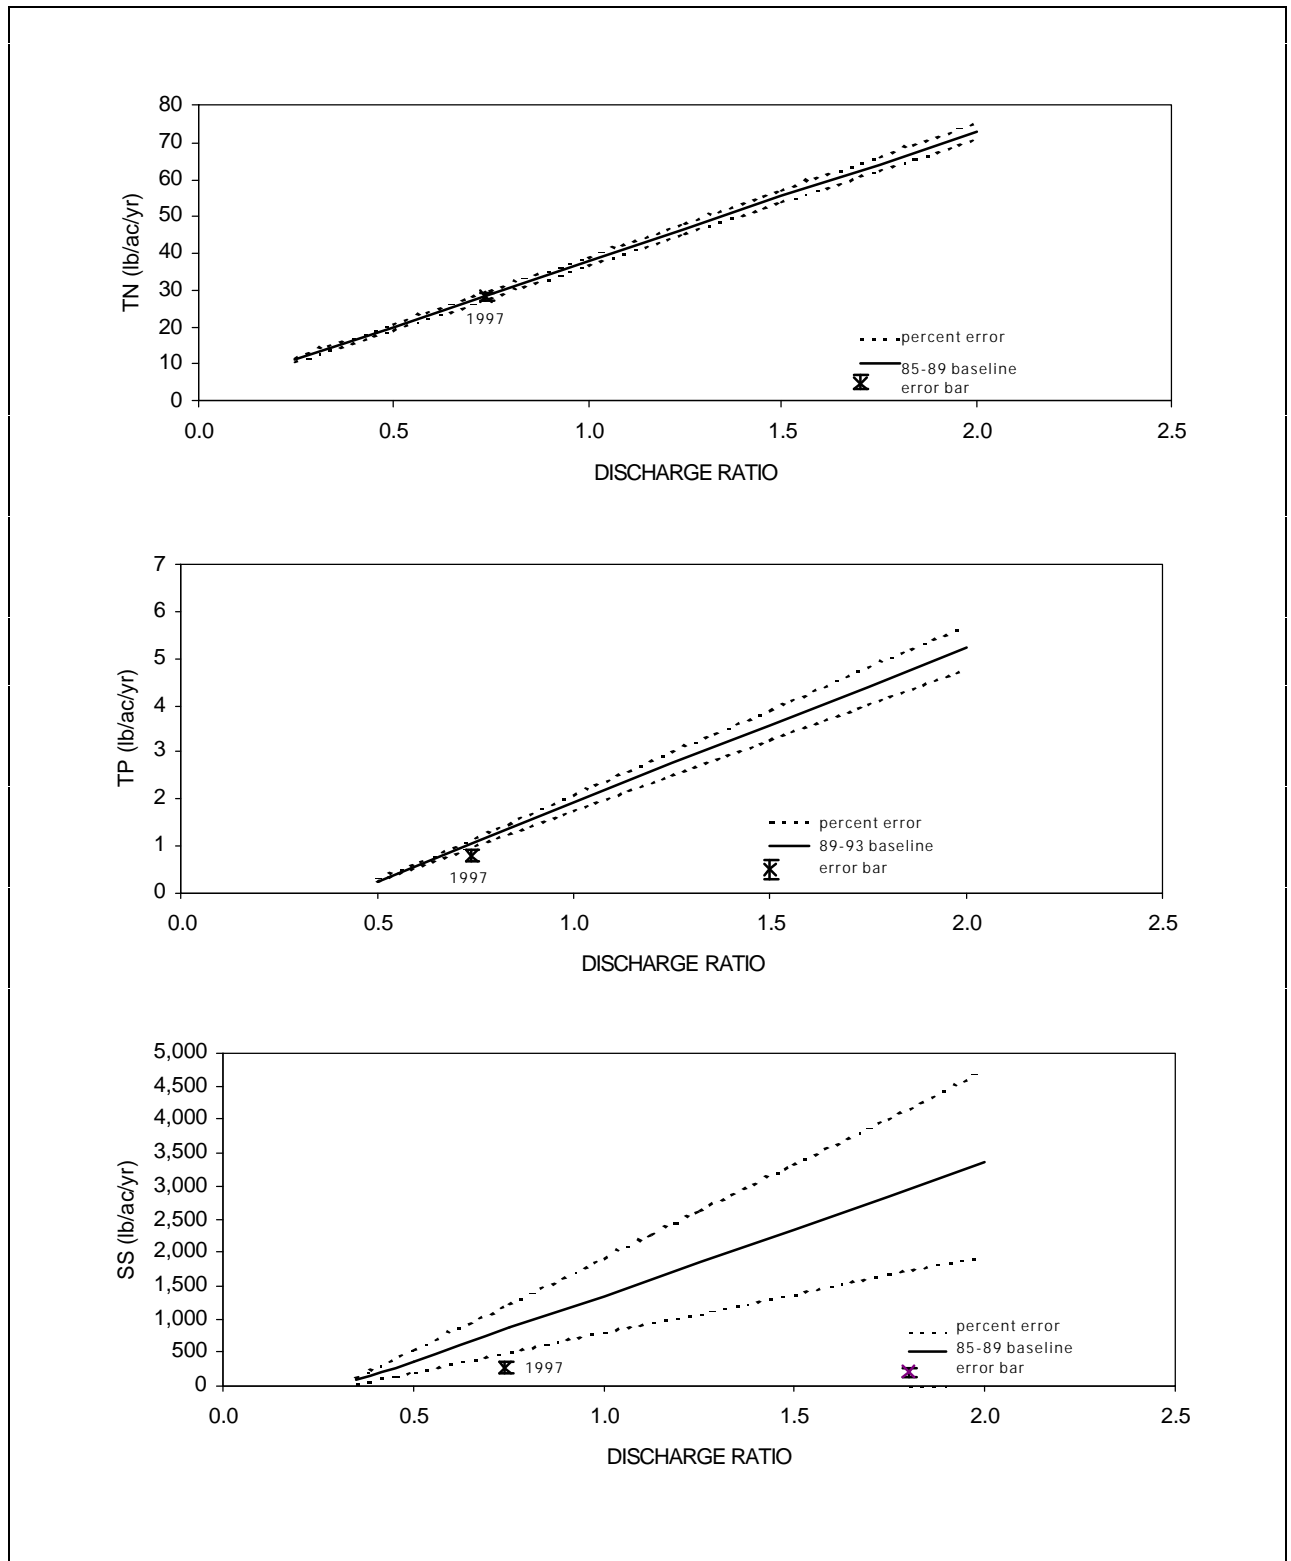 80
70
60
50
40
30
20
10
0
TN (lb/ac/yr)
1997
percent error
85-89 baseline
error bar
0.0 0.5 1.0 1.5 2.0 2.5
DISCHARGE RATIO
7
6
5
4
3
2
1
0
TP (lb/ac/yr)
1997
percent error
89-93 baseline
error bar
0.0 0.5 1.0 1.5 2.0 2.5
DISCHARGE RATIO
5,000
4,500
4,000
3,500
3,000
2,500
2,000
1,500
1,000
500
0
SS (lb/ac/yr)
1997
percent error
85-89 baseline
error bar
0.0 0.5 1.0 1.5 2.0 2.5
DISCHARGE RATIO